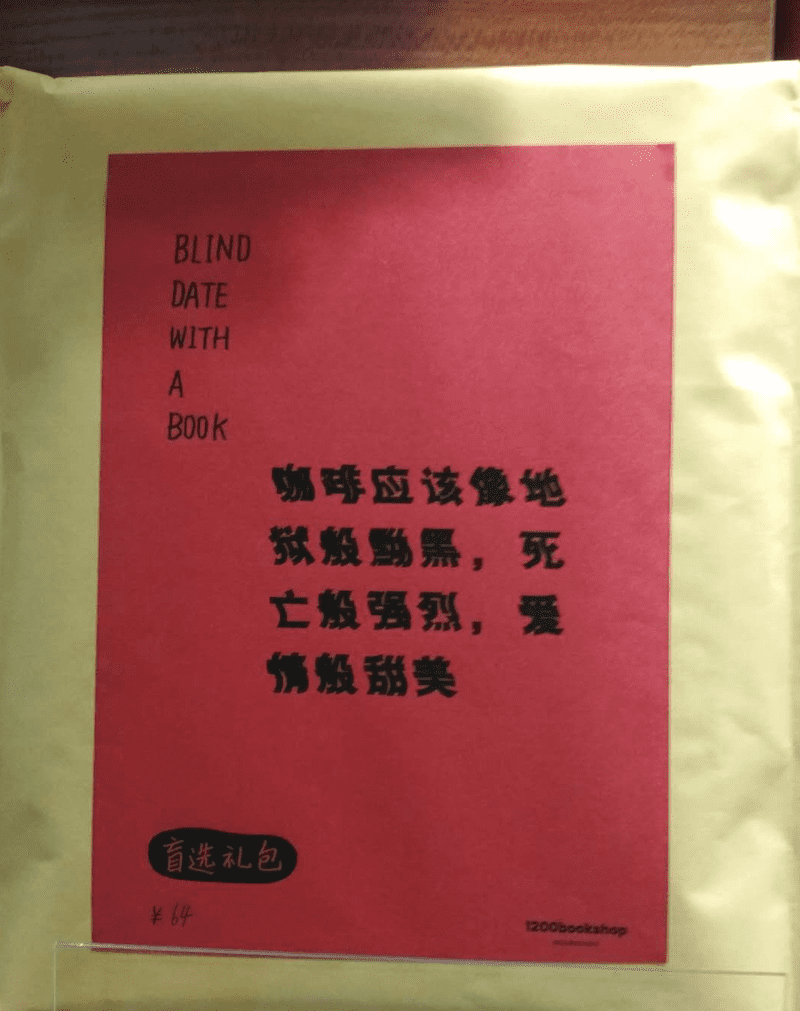 BLIND
DATE
WITH
A
BOOK
咖啡应该像地
狱般黝黑，死
亡般强烈，爱
情般甜美
盲选礼包
¥ 64
1200bookshop